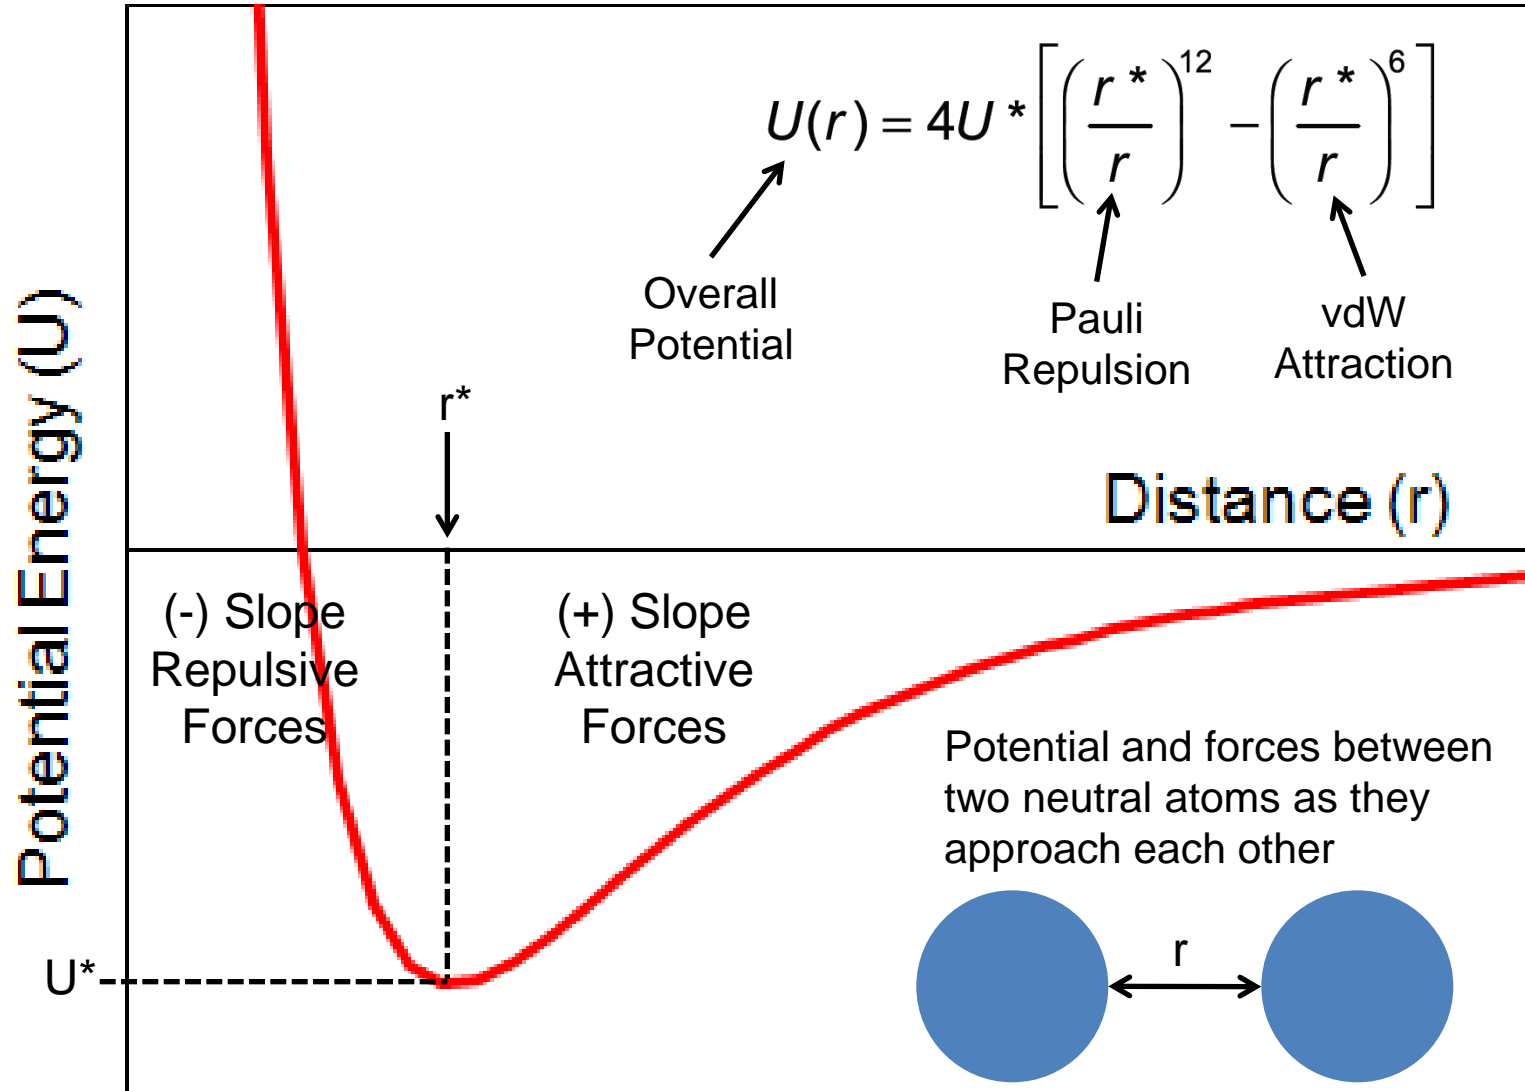 U(r) = 4U * [ ( r * / r )^12 − ( r * / r )^6 ]
Overall
Potential
Pauli
Repulsion
vdW
Attraction
r*
Distance (r)
Potential Energy (U)
(-) Slope
Repulsive
Forces
(+) Slope
Attractive
Forces
Potential and forces between
two neutral atoms as they
approach each other
r
U*